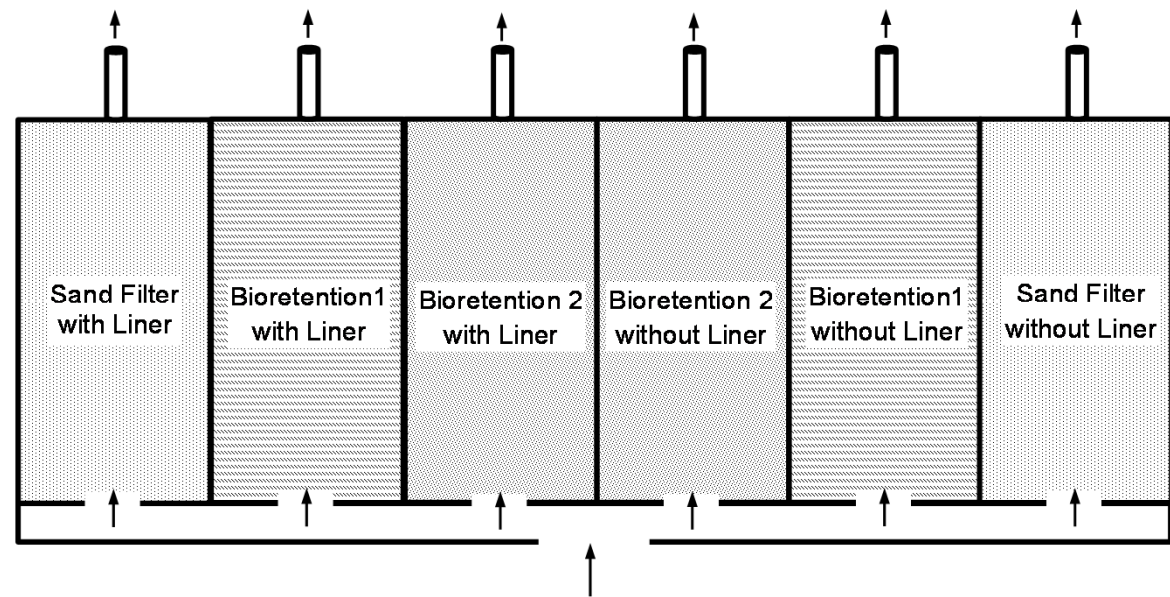 Sand Filter
with Liner
Bioretention1
with Liner
Bioretention 2
with Liner
Bioretention 2
without Liner
Bioretention1
without Liner
Sand Filter
without Liner